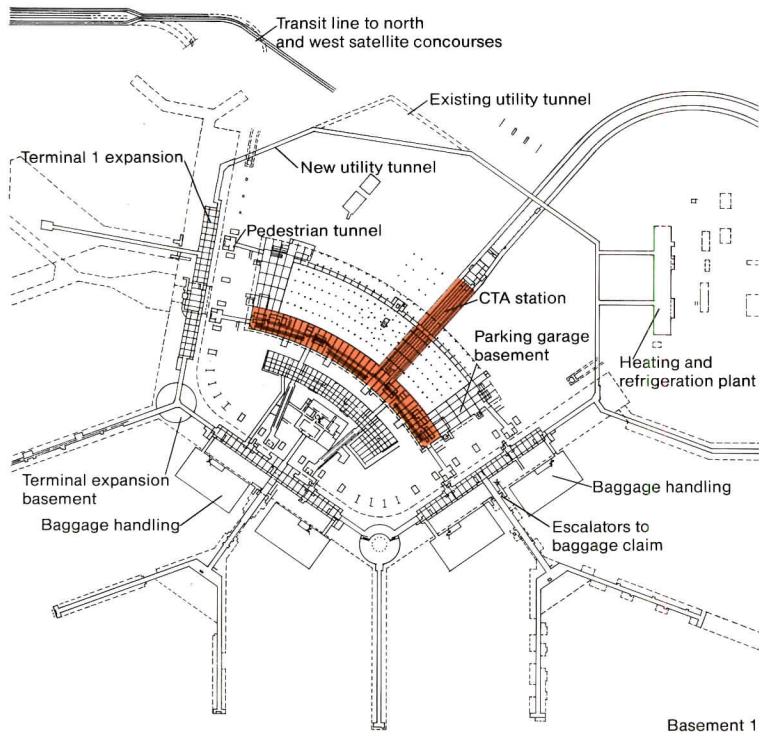 Transit line to north
and west satellite concourses
Existing utility tunnel
Terminal 1 expansion
New utility tunnel
Pedestrian tunnel
CTA station
Parking garage
basement
Heating and
refrigeration plant
Terminal expansion
basement
Baggage handling
Baggage handling
Escalators to
baggage claim
Basement 1